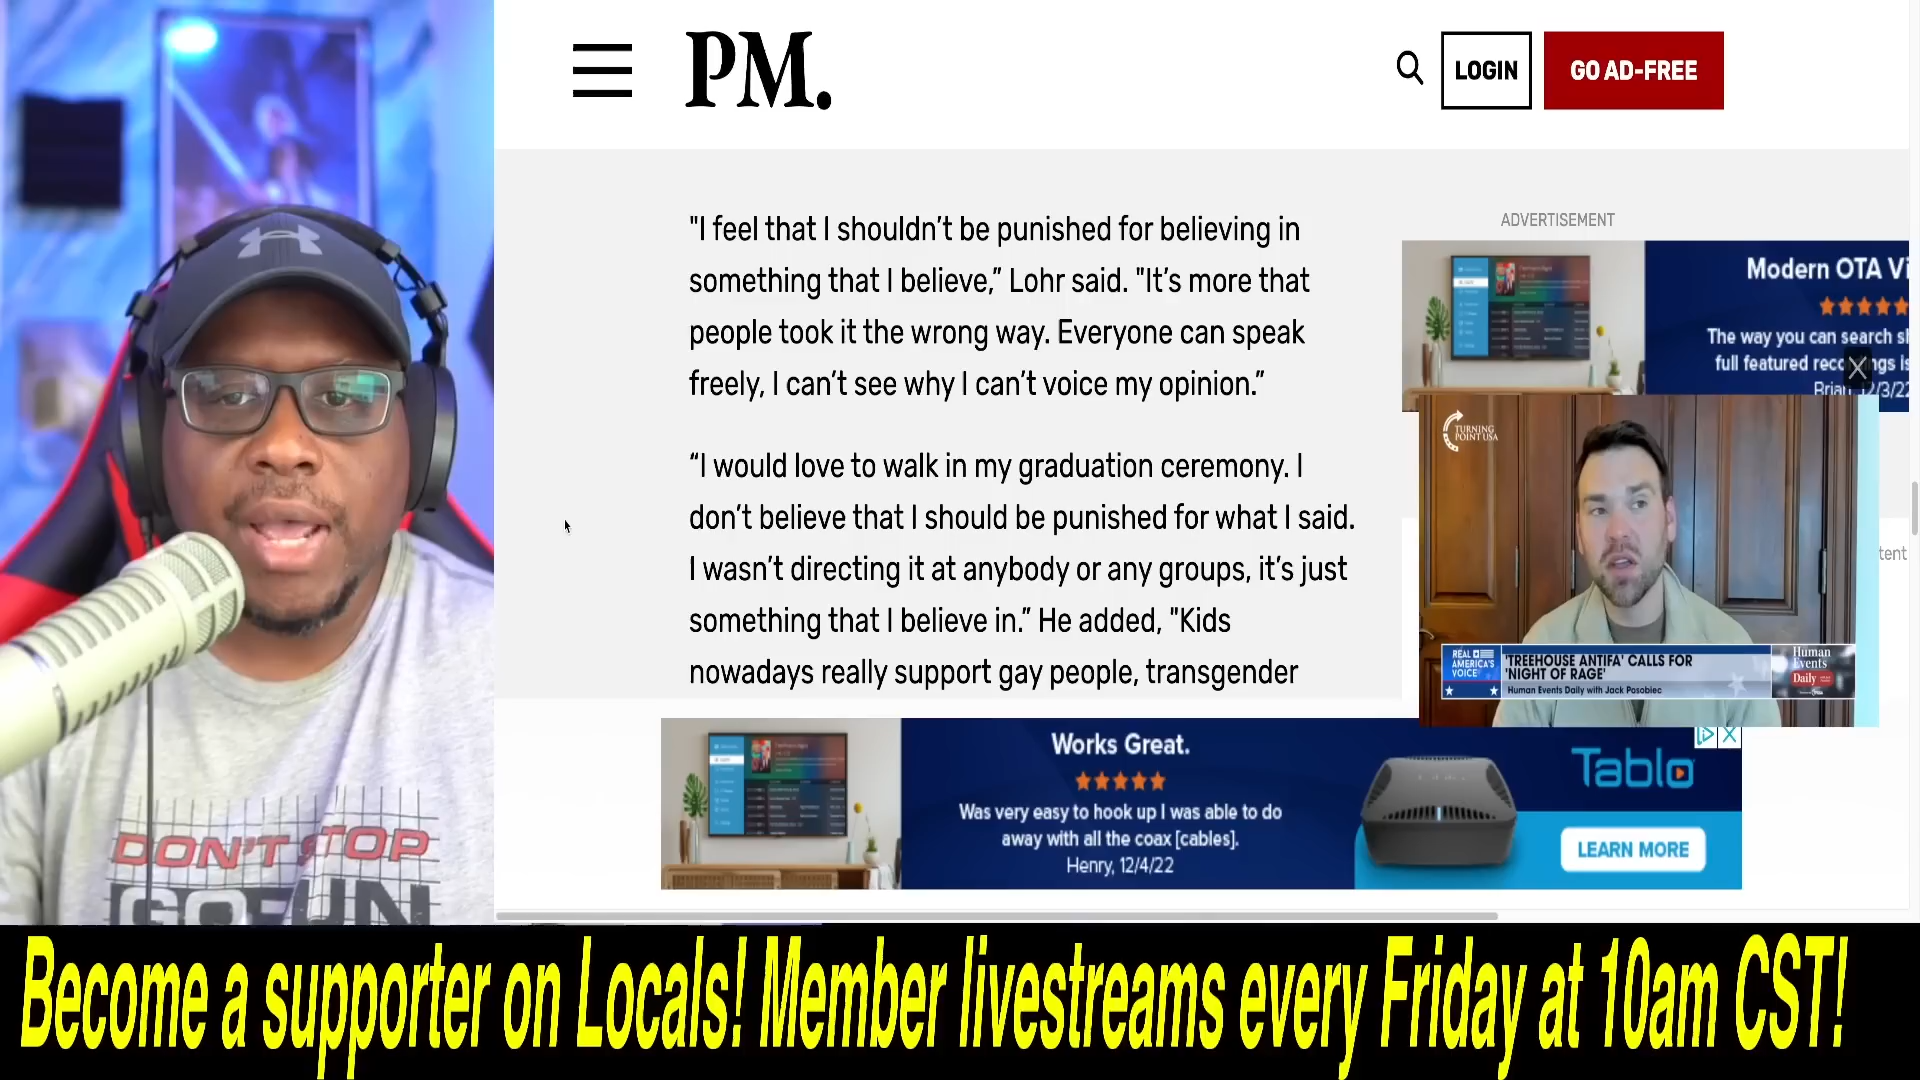 PM.
LOGIN
GO AD-FREE
"I feel that I shouldn't be punished for believing in
something that I believe,” Lohr said. "It's more that
people took it the wrong way. Everyone can speak
freely, I can't see why I can't voice my opinion.”
“I would love to walk in my graduation ceremony. I
don't believe that I should be punished for what I said.
I wasn't directing it at anybody or any groups, it's just
something that I believe in.” He added, "Kids
nowadays really support gay people, transgender
ADVERTISEMENT
Modern OTA Vi
The way you can search
full featured
X
TURNING
POINT USA
tent
REAL
AMERICA'S
VOICE
'TREEHOUSE ANTIFA' CALLS FOR
'NIGHT OF RAGE'
Human Events Daily with Jack Posobiec
Human
Events
Daily
Works Great.
Was very easy to hook up I was able to do
away with all the coax [cables].
Henry, 12/4/22
Tablo
LEARN MORE
DON'T STOP
Become a supporter on Locals! Member livestreams every Friday at 10am CST!